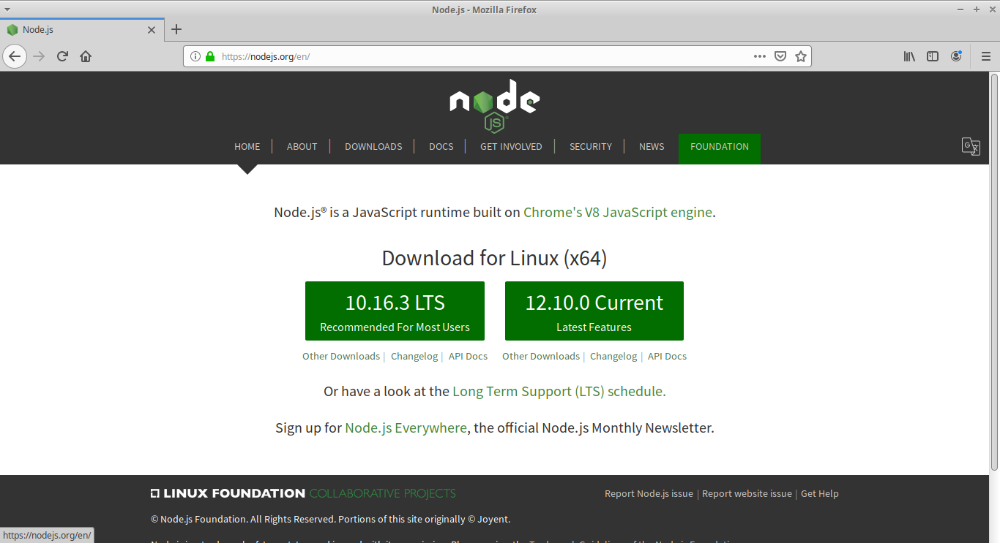 Node.js - Mozilla Firefox
Node.js
https://nodejs.org/en/
node
JS
HOME | ABOUT | DOWNLOADS | DOCS | GET INVOLVED | SECURITY | NEWS FOUNDATION
Node.js® is a JavaScript runtime built on Chrome's V8 JavaScript engine.
Download for Linux (x64)
10.16.3 LTS
Recommended For Most Users
12.10.0 Current
Latest Features
Other Downloads | Changelog | API Docs
Other Downloads | Changelog | API Docs
Or have a look at the Long Term Support (LTS) schedule.
Sign up for Node.js Everywhere, the official Node.js Monthly Newsletter.
LINUX FOUNDATION COLLABORATIVE PROJECTS
Report Node.js issue | Report website issue | Get Help
© Node.js Foundation. All Rights Reserved. Portions of this site originally © Joyent.
https://nodejs.org/en/